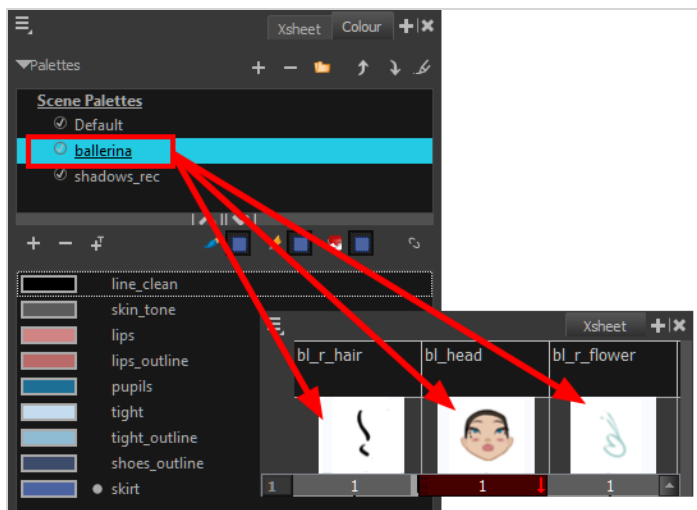 Xsheet Colour
Palettes
Scene Palettes
Default
ballerina
shadows_rec
line_clean
skin_tone
lips
lips_outline
pupils
tight
tight_outline
shoes_outline
skirt
Xsheet
bl_r_hair bl_head bl_r_flower
1 1 1 1